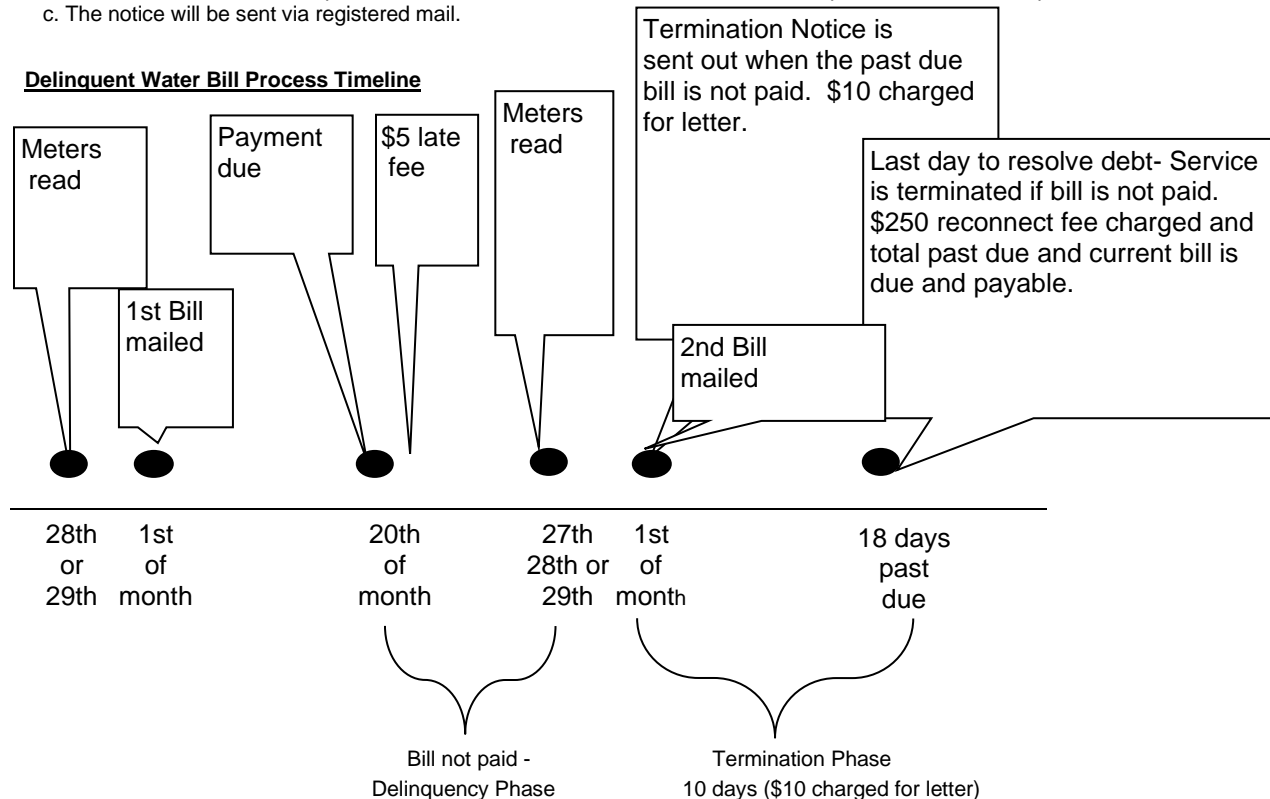 c. The notice will be sent via registered mail.
Delinquent Water Bill Process Timeline
Meters
read
1st Bill
mailed
Payment
due
$5 late
fee
Meters
read
Termination Notice is
sent out when the past due
bill is not paid.  $10 charged
for letter.
2nd Bill
mailed
Last day to resolve debt- Service
is terminated if bill is not paid.
$250 reconnect fee charged and
total past due and current bill is
due and payable.
28th
or
29th
1st
of
month
20th
of
month
27th
28th or
29th
1st
of
month
18 days
past
due
Bill not paid -
Delinquency Phase
Termination Phase
10 days ($10 charged for letter)